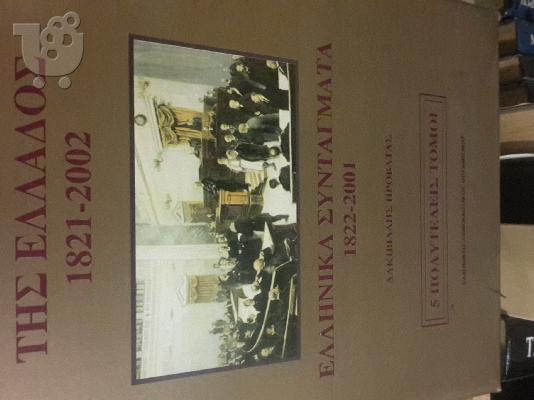 ΤΗΣ ΕΛΛΑΔΟΣ
1821-2002
ΕΛΛΗΝΙΚΑ ΣΥΝΤΑΓΜΑΤΑ
1822-2001
ΑΛΚΙΒΙΑΔΗΣ ΠΡΟΒΑΤΑΣ
5 ΠΟΛΥΤΕΛΕΙΣ ΤΟΜΟΙ